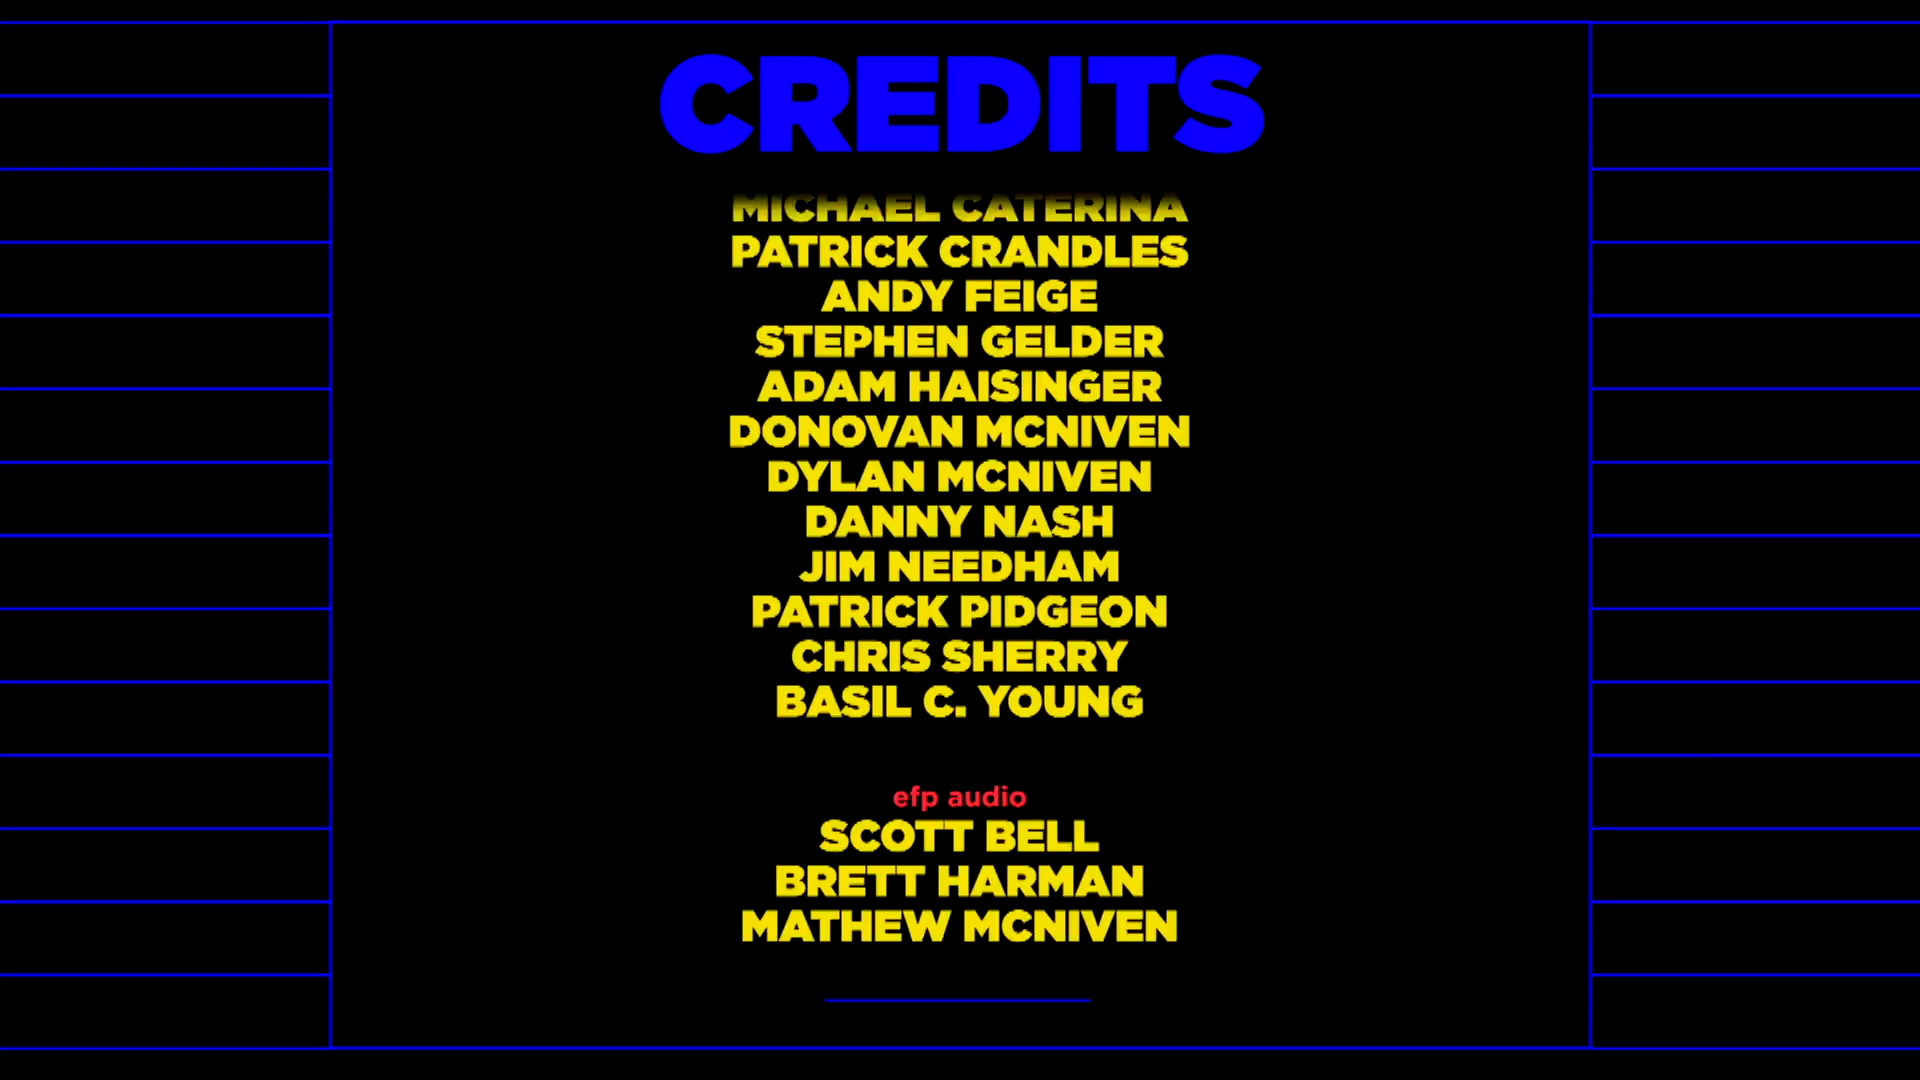 CREDITS
MICHAEL CATERINA
PATRICK CRANDLES
ANDY FEIGE
STEPHEN GELDER
ADAM HAISINGER
DONOVAN MCNIVEN
DYLAN MCNIVEN
DANNY NASH
JIM NEEDHAM
PATRICK PIDGEON
CHRIS SHERRY
BASIL C. YOUNG
efp audio
SCOTT BELL
BRETT HARMAN
MATHEW MCNIVEN